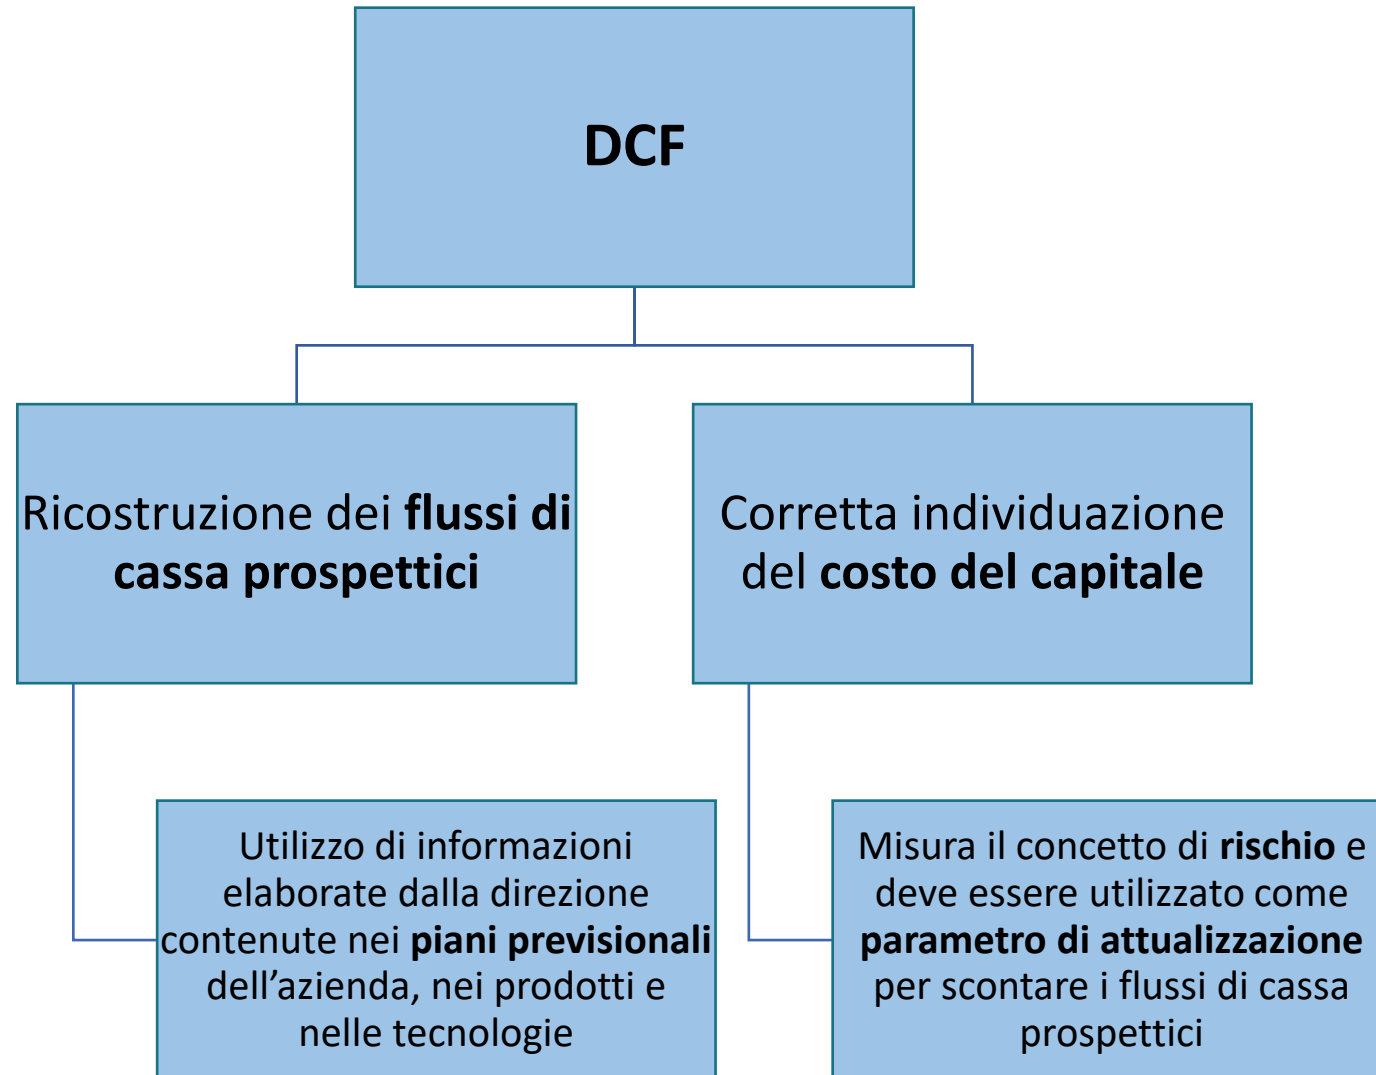 DCF
Ricostruzione dei flussi di
cassa prospettici
Corretta individuazione
del costo del capitale
Utilizzo di informazioni
elaborate dalla direzione
contenute nei piani previsionali
dell’azienda, nei prodotti e
nelle tecnologie
Misura il concetto di rischio e
deve essere utilizzato come
parametro di attualizzazione
per scontare i flussi di cassa
prospettici